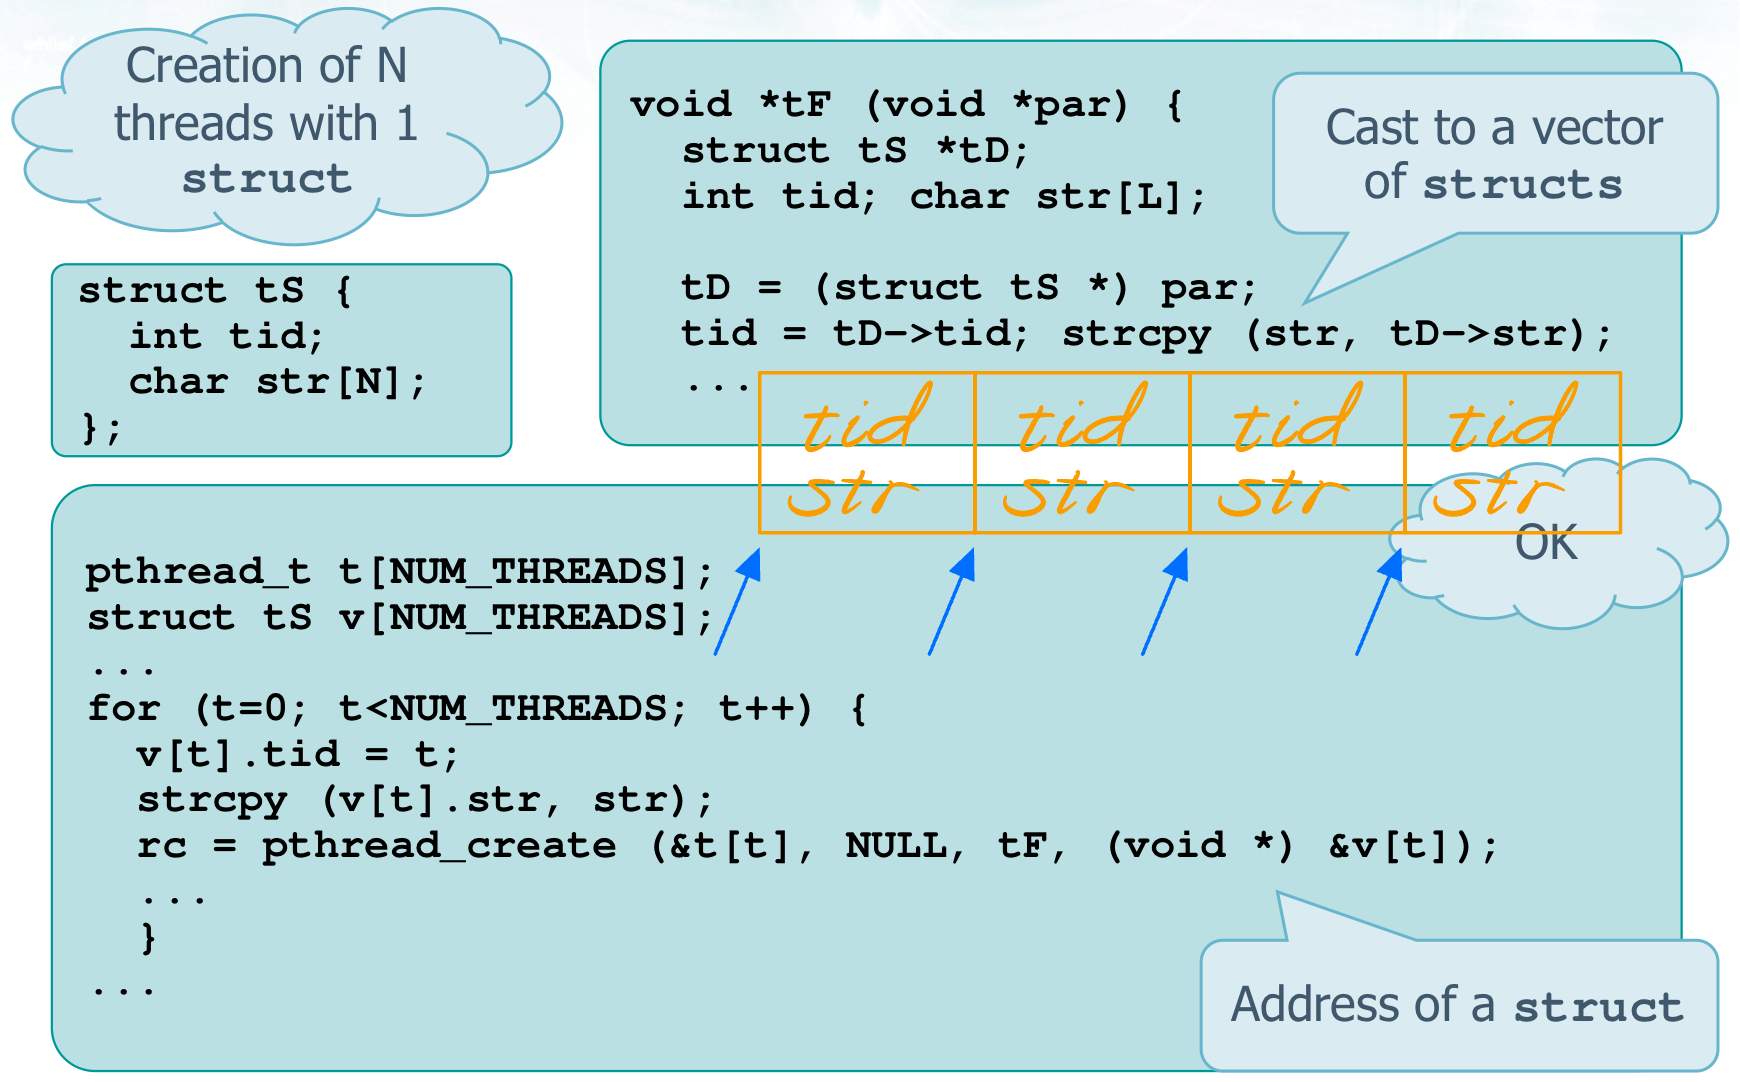 Creation of N
threads with 1
struct
struct tS {
int tid;
char str[N];
};
void *tF (void *par) {
struct tS *tD;
int tid; char str[L];
tD = (struct tS *) par;
tid = tD->tid; strcpy (str, tD->str);
...
Cast to a vector
of structs
tid tid tid tid
str str str str
OK
pthread_t t[NUM_THREADS];
struct tS v[NUM_THREADS];
...
for (t=0; t<NUM_THREADS; t++) {
v[t].tid = t;
strcpy (v[t].str, str);
rc = pthread_create (&t[t], NULL, tF, (void *) &v[t]);
...
}
...
Address of a struct